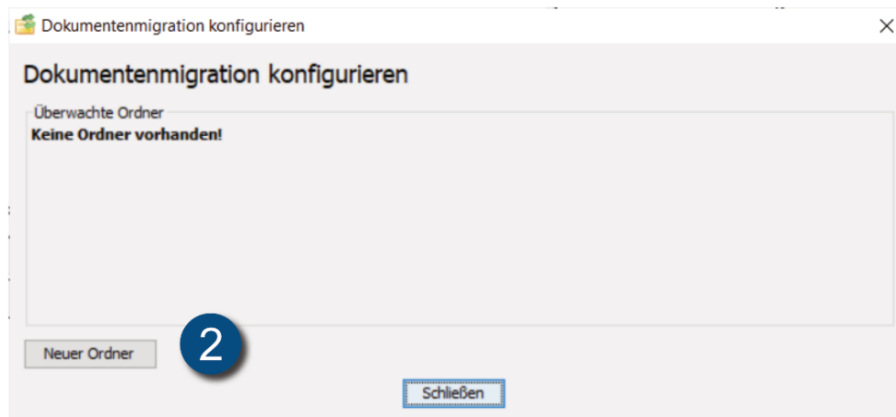 Dokumentenmigration konfigurieren
Dokumentenmigration konfigurieren
Überwachte Ordner
Keine Ordner vorhanden!
Neuer Ordner
2
Schließen